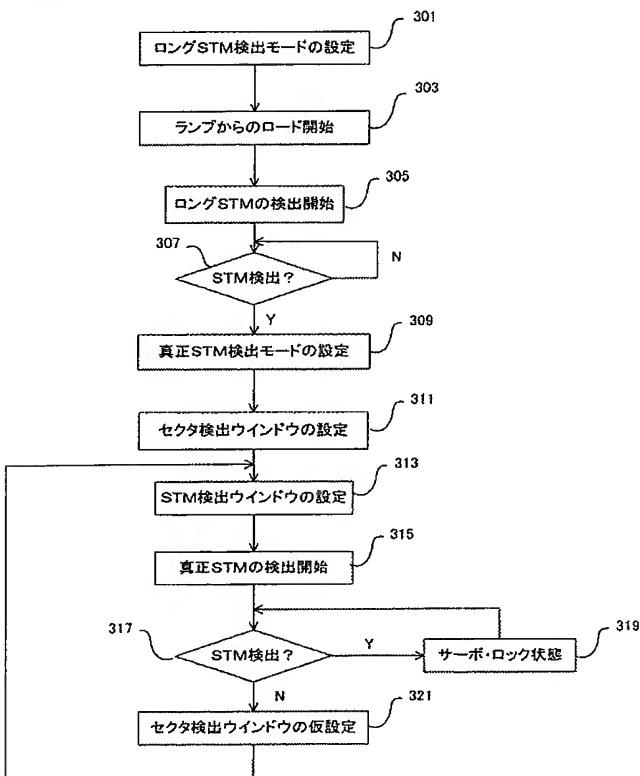 301
ロングSTM検出モードの設定
303
ランプからのロード開始
305
ロングSTMの検出開始
307
STM検出？
N
Y
309
真正STM検出モードの設定
311
セクタ検出ウインドウの設定
313
STM検出ウインドウの設定
315
真正STMの検出開始
317
STM検出？
Y
319
サーボ・ロック状態
N
321
セクタ検出ウインドウの仮設定